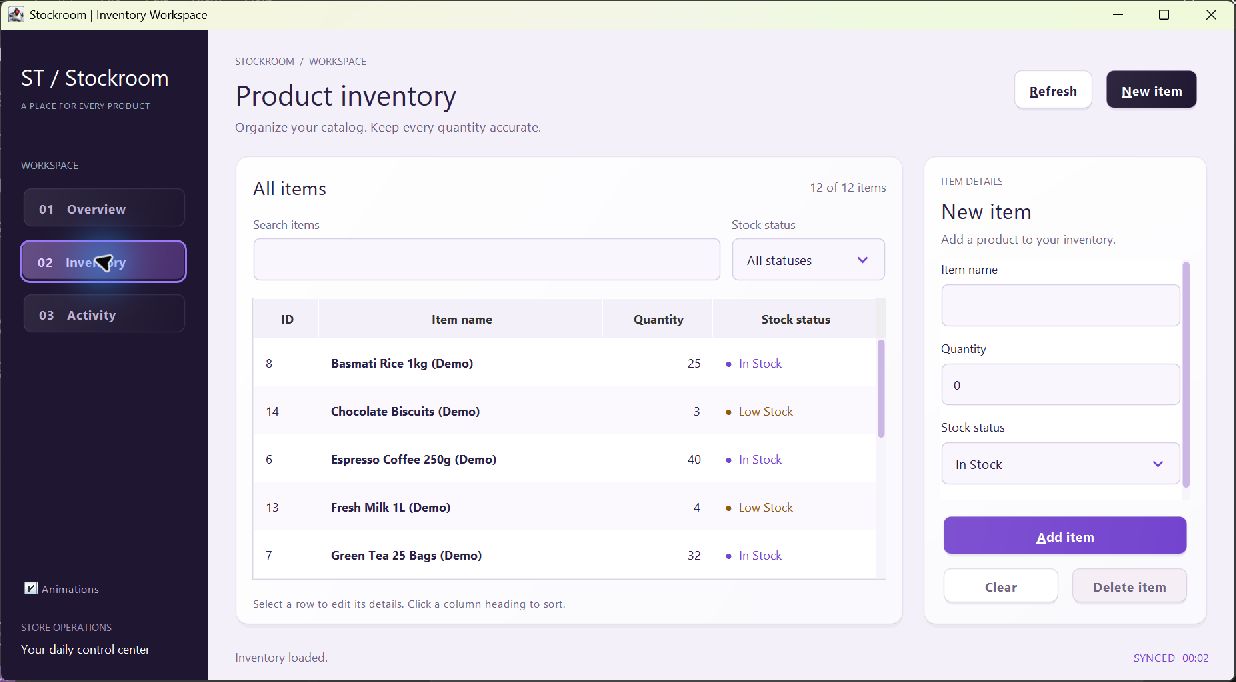 Stockroom | Inventory Workspace
ST / Stockroom
A PLACE FOR EVERY PRODUCT
WORKSPACE
01 Overview
02 Inventory
03 Activity
Animations
STORE OPERATIONS
Your daily control center
STOCKROOM / WORKSPACE
Product inventory
Organize your catalog. Keep every quantity accurate.
Refresh
New item
All items
12 of 12 items
Search items
Stock status
All statuses
ID Item name Quantity Stock status
8 Basmati Rice 1kg (Demo) 25 • In Stock
14 Chocolate Biscuits (Demo) 3 • Low Stock
6 Espresso Coffee 250g (Demo) 40 • In Stock
13 Fresh Milk 1L (Demo) 4 • Low Stock
7 Green Tea 25 Bags (Demo) 32 • In Stock
Select a row to edit its details. Click a column heading to sort.
ITEM DETAILS
New item
Add a product to your inventory.
Item name
Quantity
0
Stock status
In Stock
Add item
Clear
Delete item
Inventory loaded.
SYNCED 00:02